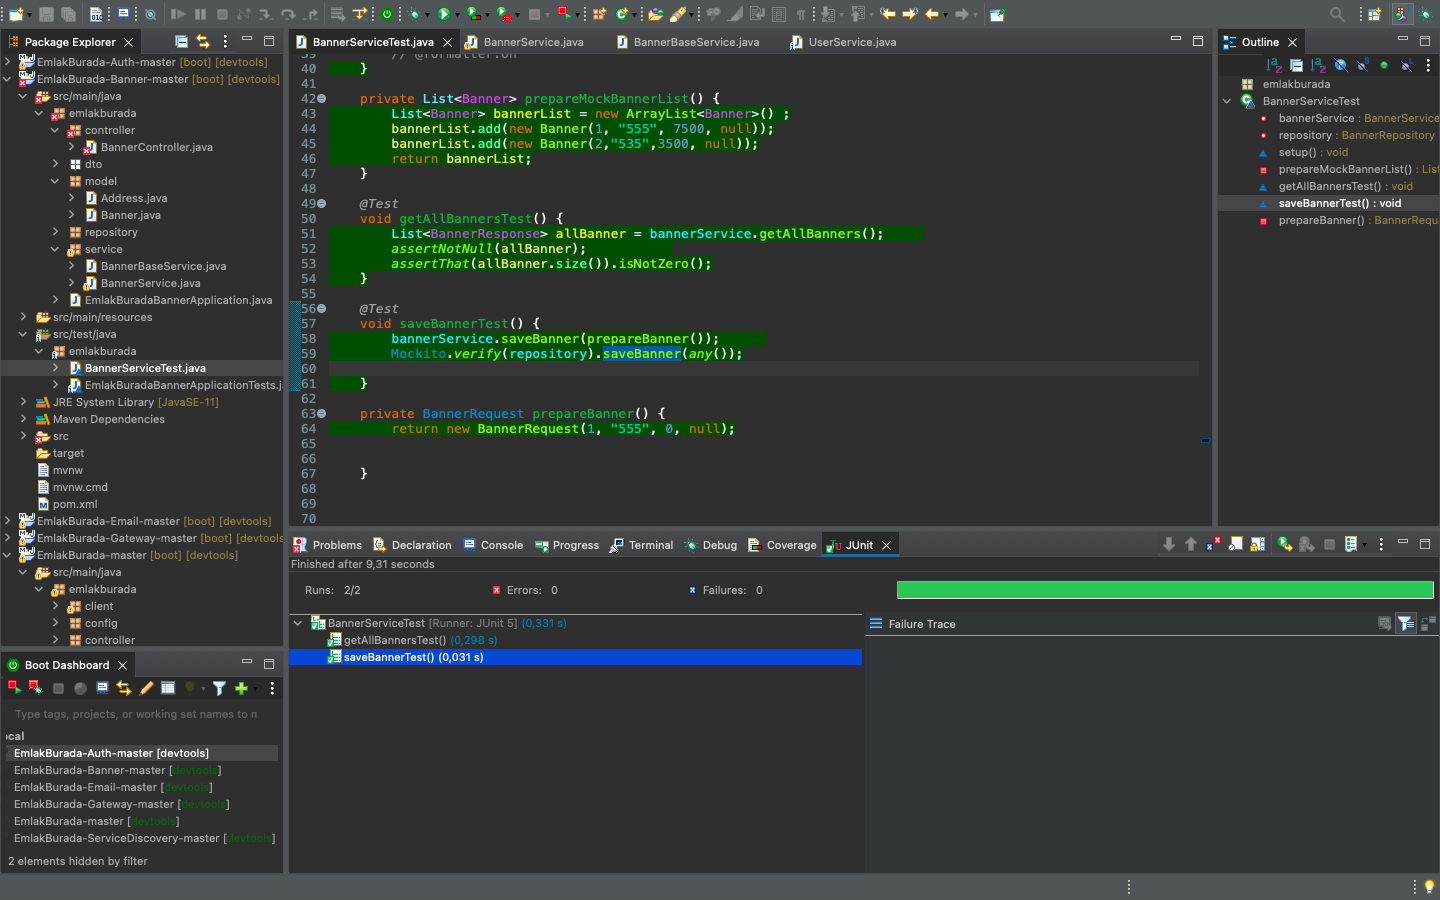 Package Explorer
EmlakBurada-Auth-master [boot] [devtools]
EmlakBurada-Banner-master [boot] [devtools]
src/main/java
emlakburada
controller
BannerController.java
dto
model
Address.java
Banner.java
repository
service
BannerBaseService.java
BannerService.java
EmlakBuradaBannerApplication.java
src/main/resources
src/test/java
emlakburada
BannerServiceTest.java
EmlakBuradaBannerApplicationTests.j
JRE System Library [JavaSE-11]
Maven Dependencies
src
target
mvnw
mvnw.cmd
pom.xml
EmlakBurada-Email-master [boot] [devtools]
EmlakBurada-Gateway-master [boot] [devtools
EmlakBurada-master [boot] [devtools]
src/main/java
emlakburada
client
config
controller
Boot Dashboard
Type tags, projects, or working set names to m
ocal
EmlakBurada-Auth-master [devtools]
EmlakBurada-Banner-master [devtools]
EmlakBurada-Email-master [devtools]
EmlakBurada-Gateway-master [devtools]
EmlakBurada-master [devtools]
EmlakBurada-ServiceDiscovery-master [devtools]
2 elements hidden by filter
BannerServiceTest.java BannerService.java BannerBaseService.java UserService.java
39 // @formatter:on
40 }
41
42 private List<Banner> prepareMockBannerList() {
43 List<Banner> bannerList = new ArrayList<Banner>() ;
44 bannerList.add(new Banner(1, "555", 7500, null));
45 bannerList.add(new Banner(2,"535",3500, null));
46 return bannerList;
47 }
48
49 @Test
50 void getAllBannersTest() {
51 List<BannerResponse> allBanner = bannerService.getAllBanners();
52 assertNotNull(allBanner);
53 assertThat(allBanner.size()).isNotZero();
54 }
55
56 @Test
57 void saveBannerTest() {
58 bannerService.saveBanner(prepareBanner());
59 Mockito.verify(repository).saveBanner(any());
60
61 }
62
63 private BannerRequest prepareBanner() {
64 return new BannerRequest(1, "555", 0, null);
65
66
67 }
68
69
70
Outline
emlakburada
BannerServiceTest
bannerService : BannerService
repository : BannerRepository
setup() : void
prepareMockBannerList() : List
getAllBannersTest() : void
saveBannerTest() : void
prepareBanner() : BannerRequ
Problems Declaration Console Progress Terminal Debug Coverage JUnit
Finished after 9,31 seconds
Runs: 2/2 Errors: 0 Failures: 0
BannerServiceTest [Runner: JUnit 5] (0,331 s)
getAllBannersTest() (0,298 s)
saveBannerTest() (0,031 s)
Failure Trace